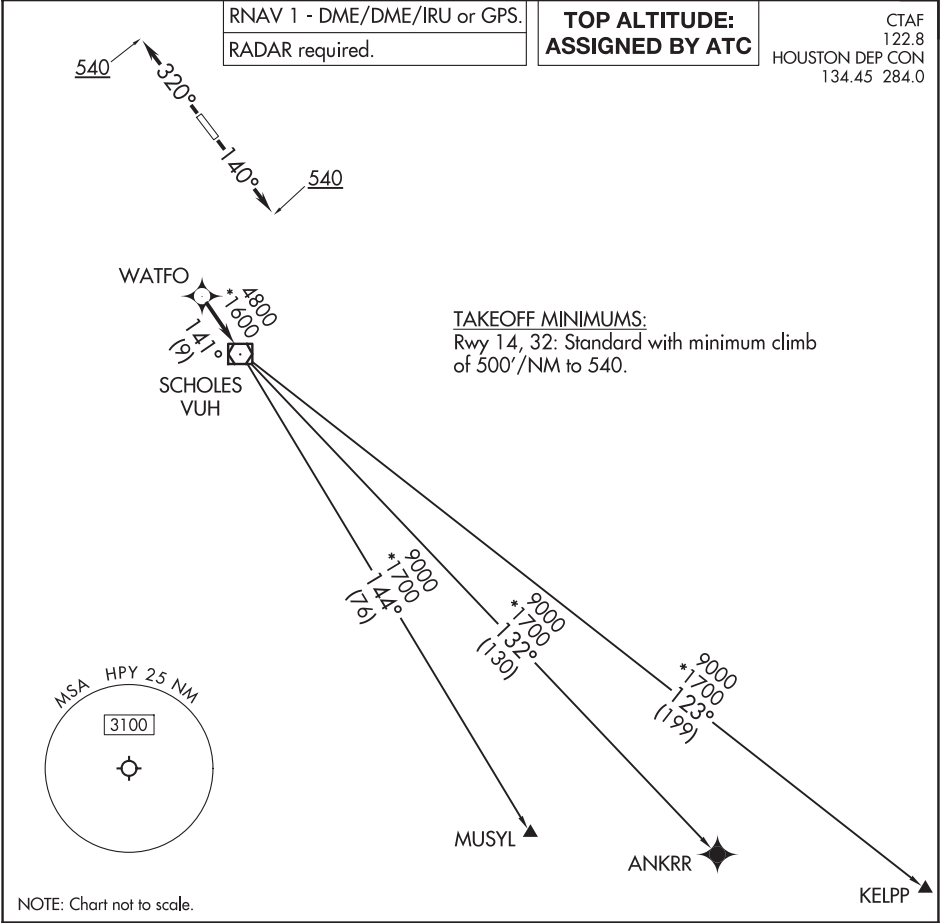 RNAV 1 - DME/DME/IRU or GPS.
RADAR required.
TOP ALTITUDE:
ASSIGNED BY ATC
CTAF
122.8
HOUSTON DEP CON
134.45 284.0
540
320°
140°
540
WATFO
4800
*1600
141°
(9)
SCHOLES
VUH
TAKEOFF MINIMUMS:
Rwy 14, 32: Standard with minimum climb
of 500'/NM to 540.
9000
*1700
144°
(76)
9000
*1700
132°
(130)
9000
*1700
123°
(199)
MSA HPY 25 NM
3100
MUSYL
ANKRR
KELPP
NOTE: Chart not to scale.